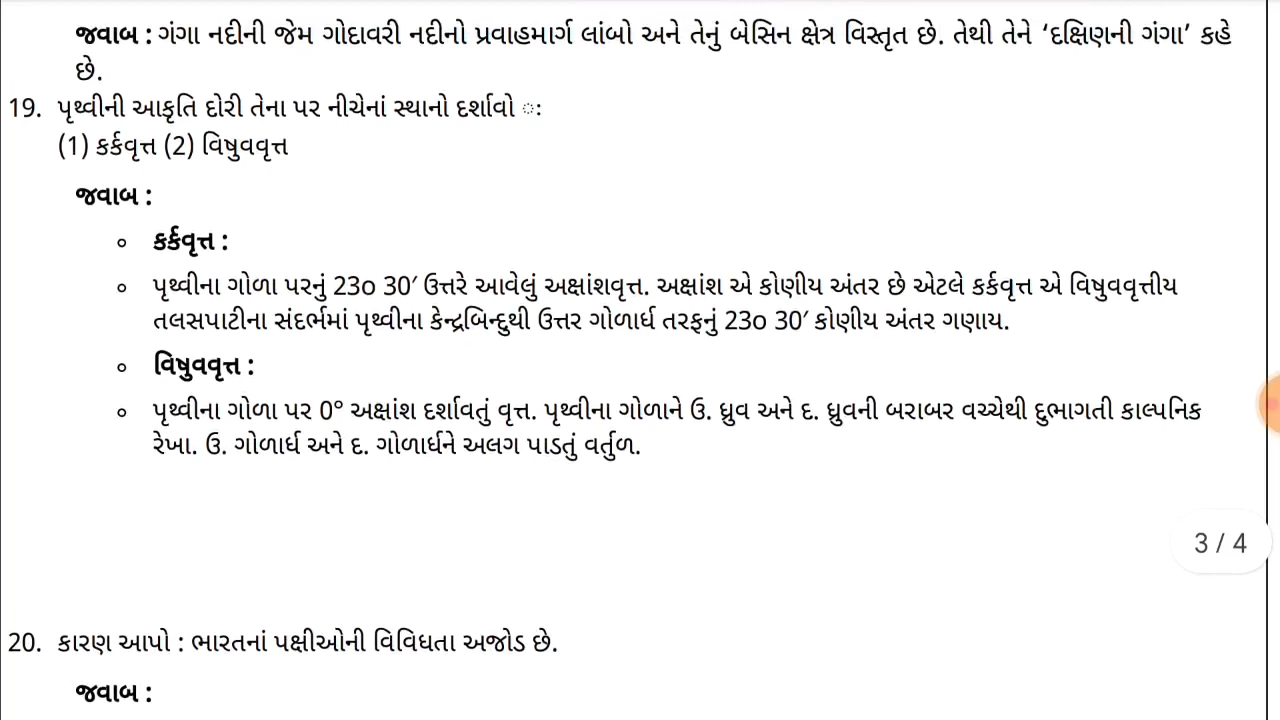 જવાબ : ગંગા નદીની જેમ ગોદાવરી નદીનો પ્રવાહમાર્ગ લાંબો અને તેનું બેસિન ક્ષેત્ર વિસ્તૃત છે. તેથી તેને ‘દક્ષિણની ગંગા’ કહે
છે.
19. પૃથ્વીની આકૃતિ દોરી તેના પર નીચેનાં સ્થાનો દર્શાવો ઃ
(1) કર્કવૃત્ત (2) વિષુવવૃત્ત
જવાબ :
કર્કવૃત્ત :
પૃથ્વીના ગોળા પરનું 23o 30′ ઉત્તરે આવેલું અક્ષાંશવૃત્ત. અક્ષાંશ એ કોણીય અંતર છે એટલે કર્કવૃત્ત એ વિષુવવૃત્તીય
તલસપાટીના સંદર્ભમાં પૃથ્વીના કેન્દ્રબિન્દુથી ઉત્તર ગોળાર્ધ તરફનું 23o 30′ કોણીય અંતર ગણાય.
વિષુવવૃત્ત :
પૃથ્વીના ગોળા પર 0° અક્ષાંશ દર્શાવતું વૃત્ત. પૃથ્વીના ગોળાને ઉ. ધ્રુવ અને દ. ધ્રુવની બરાબર વચ્ચેથી દુભાગતી કાલ્પનિક
રેખા. ઉ. ગોળાર્ધ અને દ. ગોળાર્ધને અલગ પાડતું વર્તુળ.
3 / 4
20. કારણ આપો : ભારતનાં પક્ષીઓની વિવિધતા અજોડ છે.
જવાબ :